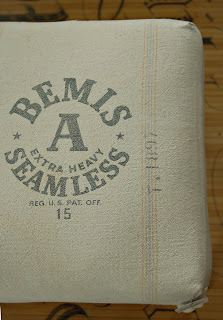 BEMIS
A
EXTRA HEAVY
SEAMLESS
REG. U.S. PAT. OFF.
15